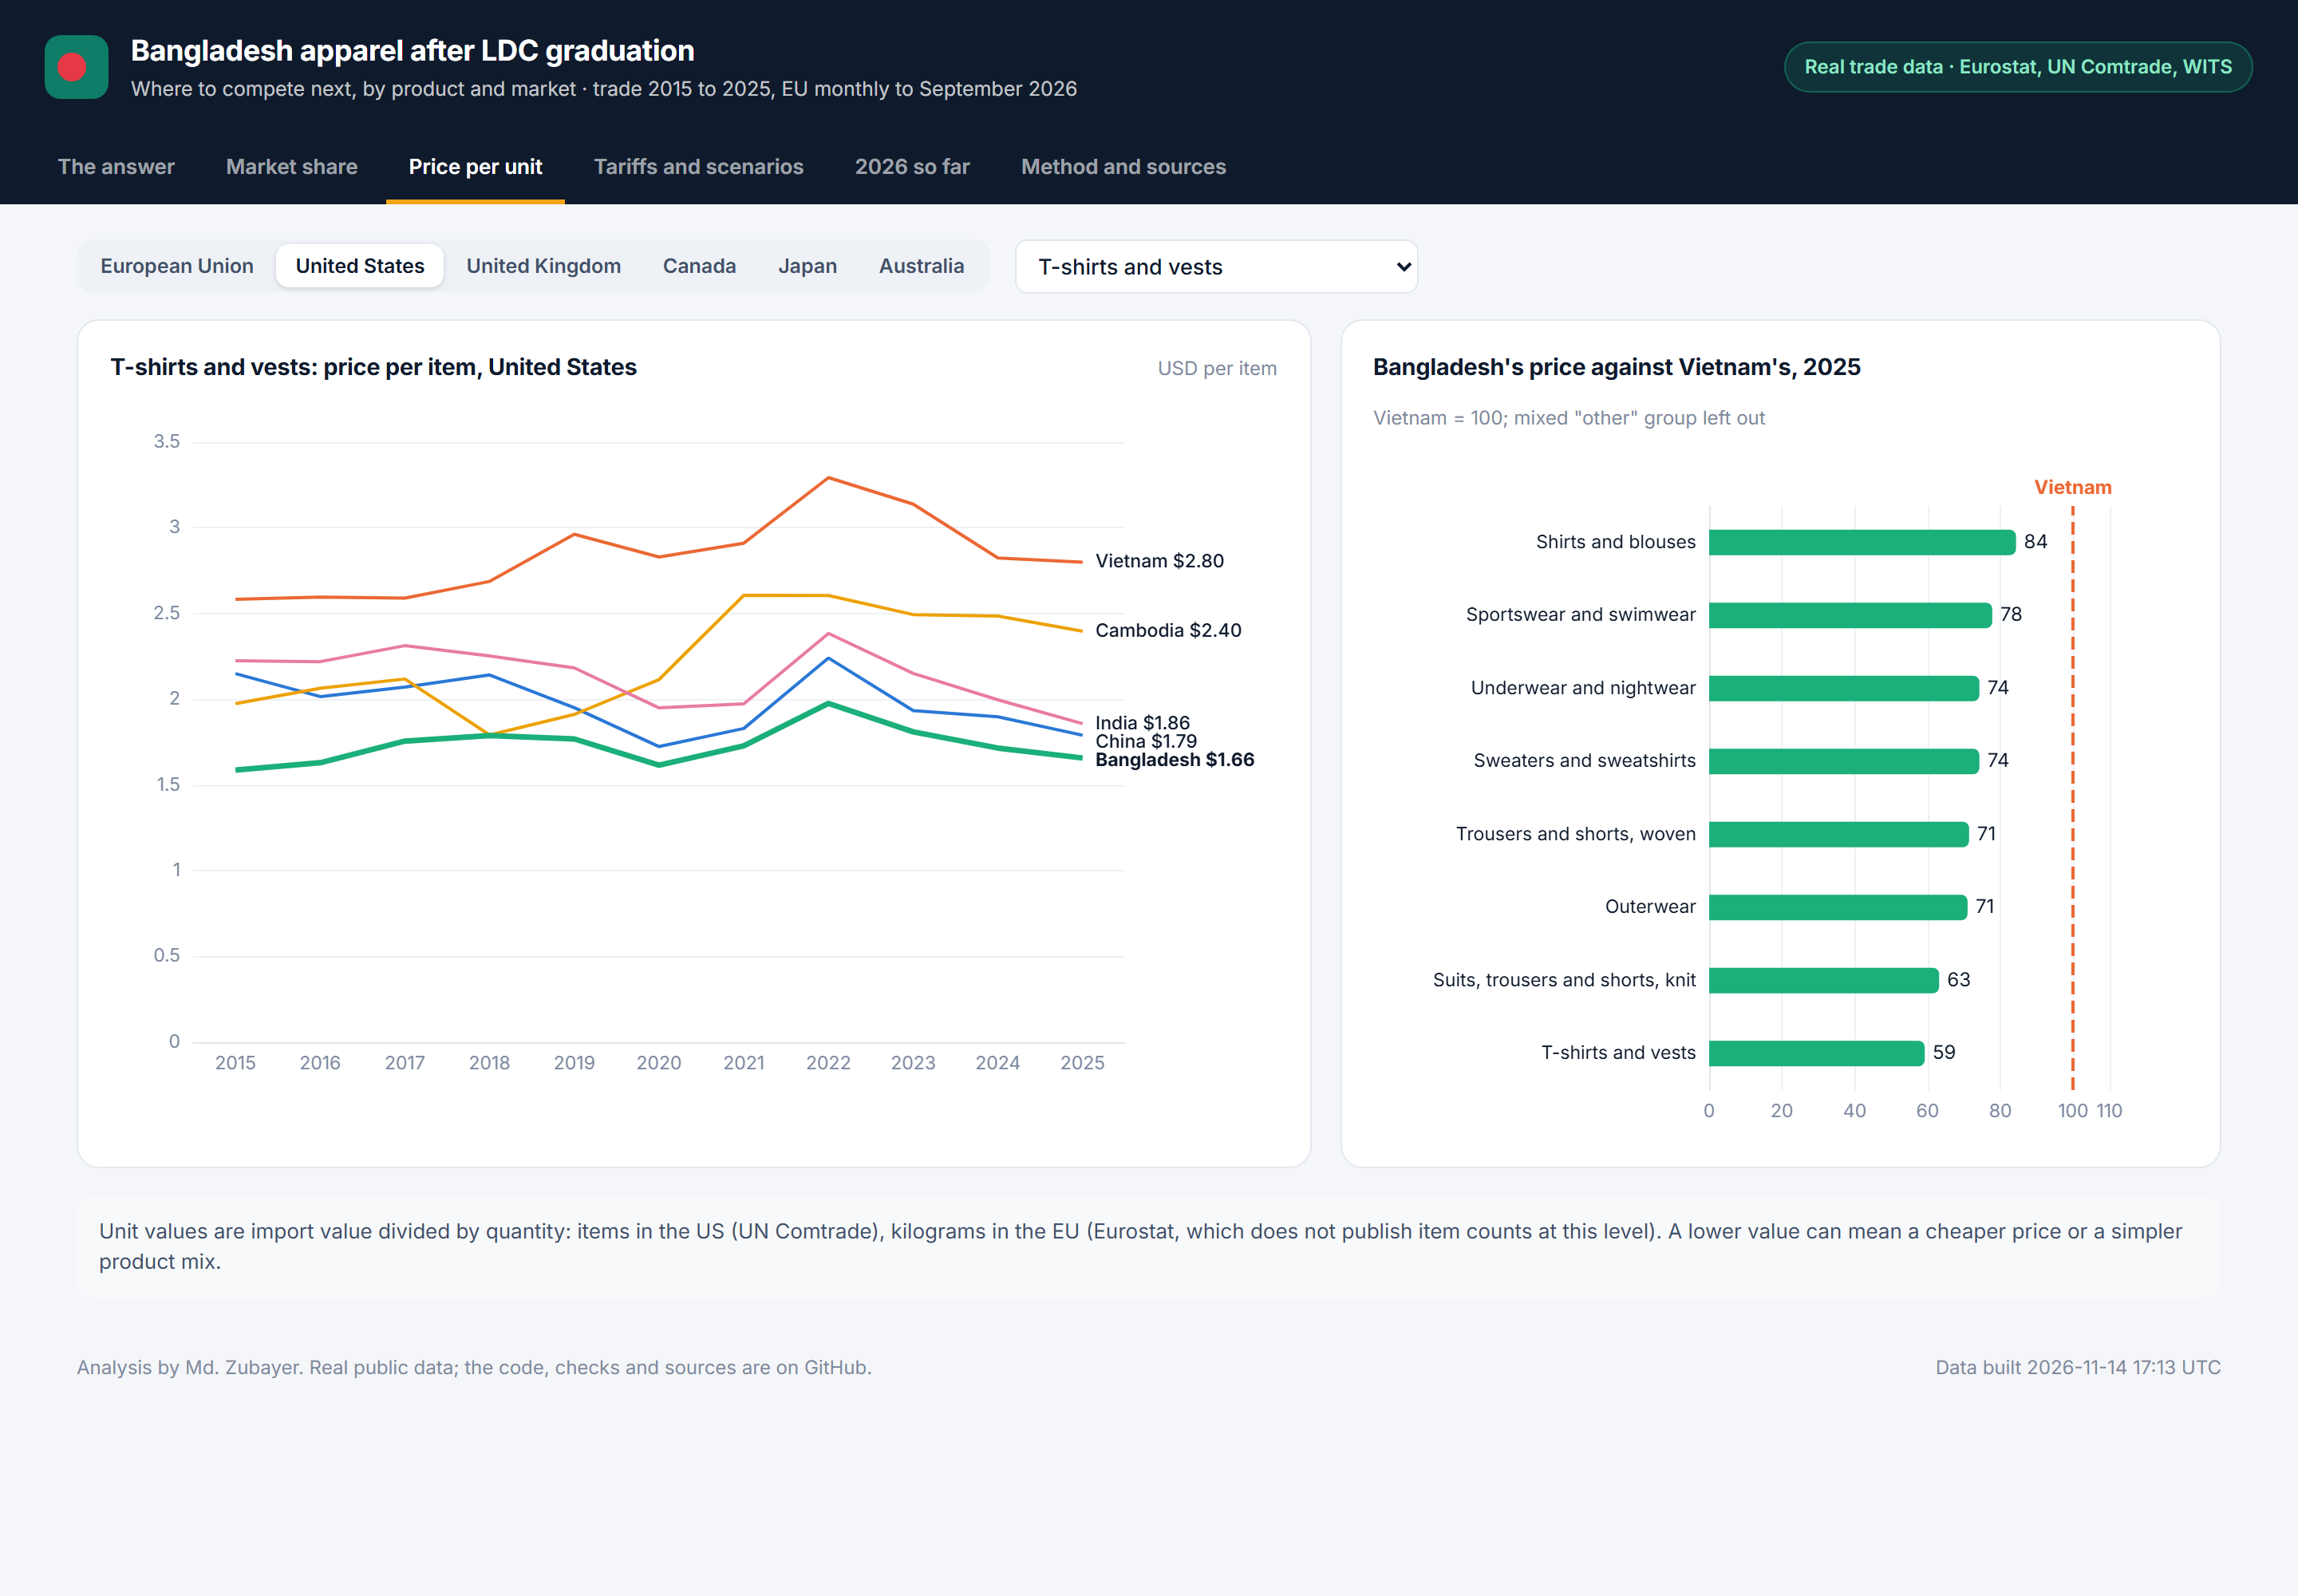 Bangladesh apparel after LDC graduation
Where to compete next, by product and market · trade 2015 to 2025, EU monthly to September 2026
Real trade data · Eurostat, UN Comtrade, WITS
The answer
Market share
Price per unit
Tariffs and scenarios
2026 so far
Method and sources
European Union
United States
United Kingdom
Canada
Japan
Australia
T-shirts and vests
T-shirts and vests: price per item, United States
USD per item
3.5
3
2.5
2
1.5
1
0.5
0
Vietnam $2.80
Cambodia $2.40
India $1.86
China $1.79
Bangladesh $1.66
2015 2016 2017 2018 2019 2020 2021 2022 2023 2024 2025
Bangladesh's price against Vietnam's, 2025
Vietnam = 100; mixed "other" group left out
Vietnam
Shirts and blouses 84
Sportswear and swimwear 78
Underwear and nightwear 74
Sweaters and sweatshirts 74
Trousers and shorts, woven 71
Outerwear 71
Suits, trousers and shorts, knit 63
T-shirts and vests 59
0 20 40 60 80 100 110
Unit values are import value divided by quantity: items in the US (UN Comtrade), kilograms in the EU (Eurostat, which does not publish item counts at this level). A lower value can mean a cheaper price or a simpler
product mix.
Analysis by Md. Zubayer. Real public data; the code, checks and sources are on GitHub.
Data built 2026-11-14 17:13 UTC